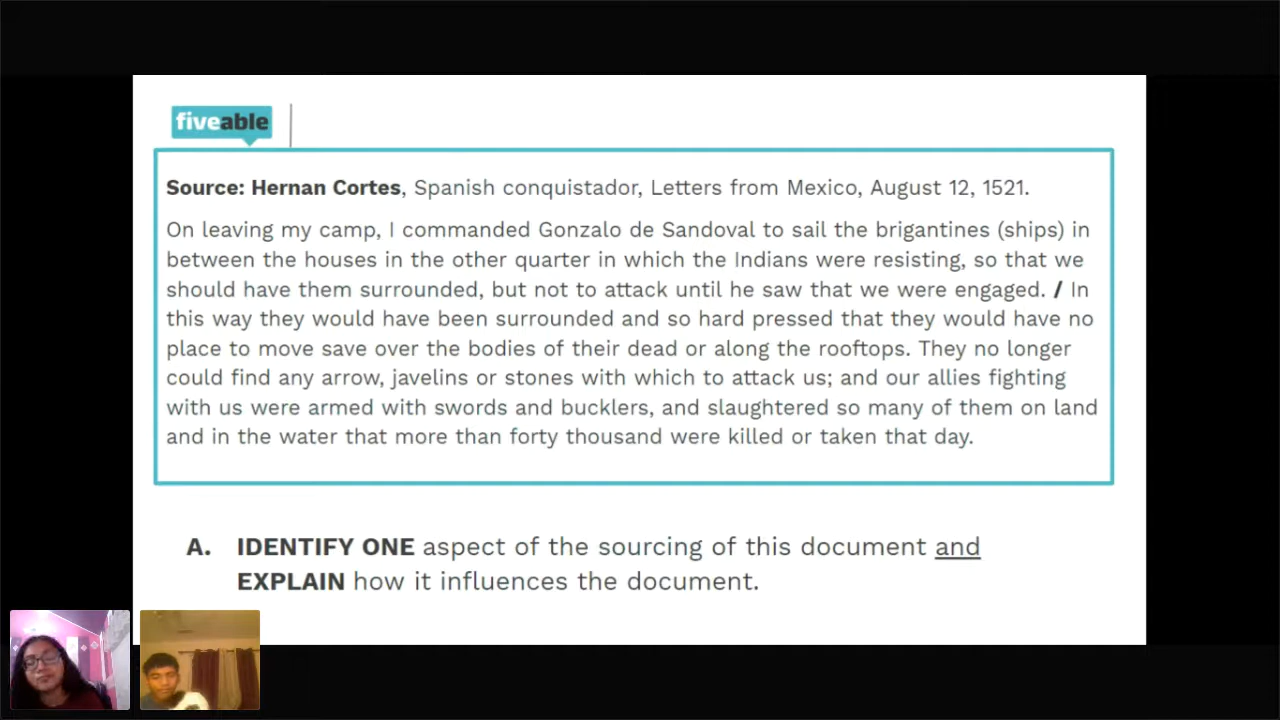 fiveable
Source: Hernan Cortes, Spanish conquistador, Letters from Mexico, August 12, 1521.
On leaving my camp, I commanded Gonzalo de Sandoval to sail the brigantines (ships) in
between the houses in the other quarter in which the Indians were resisting, so that we
should have them surrounded, but not to attack until he saw that we were engaged. / In
this way they would have been surrounded and so hard pressed that they would have no
place to move save over the bodies of their dead or along the rooftops. They no longer
could find any arrow, javelins or stones with which to attack us; and our allies fighting
with us were armed with swords and bucklers, and slaughtered so many of them on land
and in the water that more than forty thousand were killed or taken that day.
A. IDENTIFY ONE aspect of the sourcing of this document and
EXPLAIN how it influences the document.